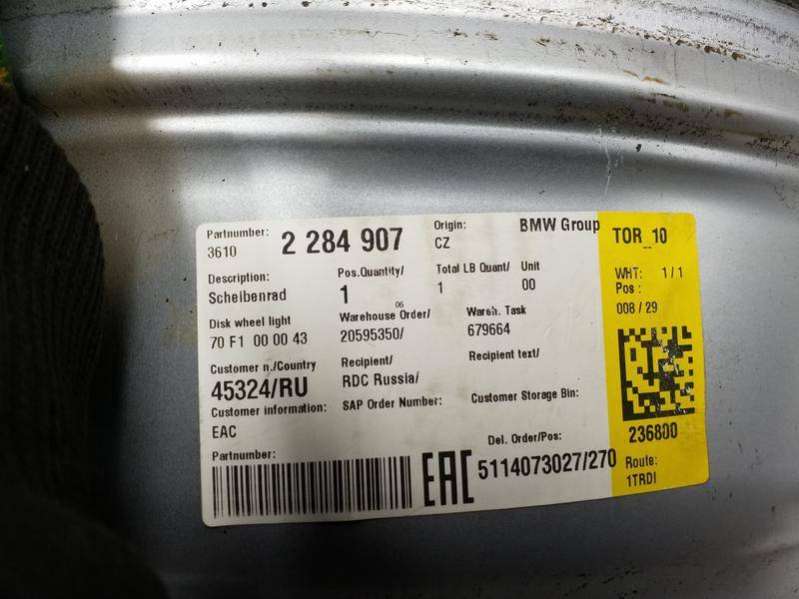 Partnumber: 3610 2 284 907
Origin: CZ
BMW Group
TOR_10
Description: Scheibenrad
Pos.Quantity/ 1
Total LB Quant/ 1
Unit 00
WHT: 1/1
Pos: 008/29
Disk wheel light
70 F1 00 00 43
06
Warehouse Order/ 20595350/
Wareh. Task 679664
Customer n./Country
45324/RU
Recipient/ RDC Russia/
Recipient text/
Customer information:
EAC
SAP Order Number:
Customer Storage Bin:
236800
Partnumber:
EAC
Del. Order/Pos:
5114073027/270
Route: 1TRDI